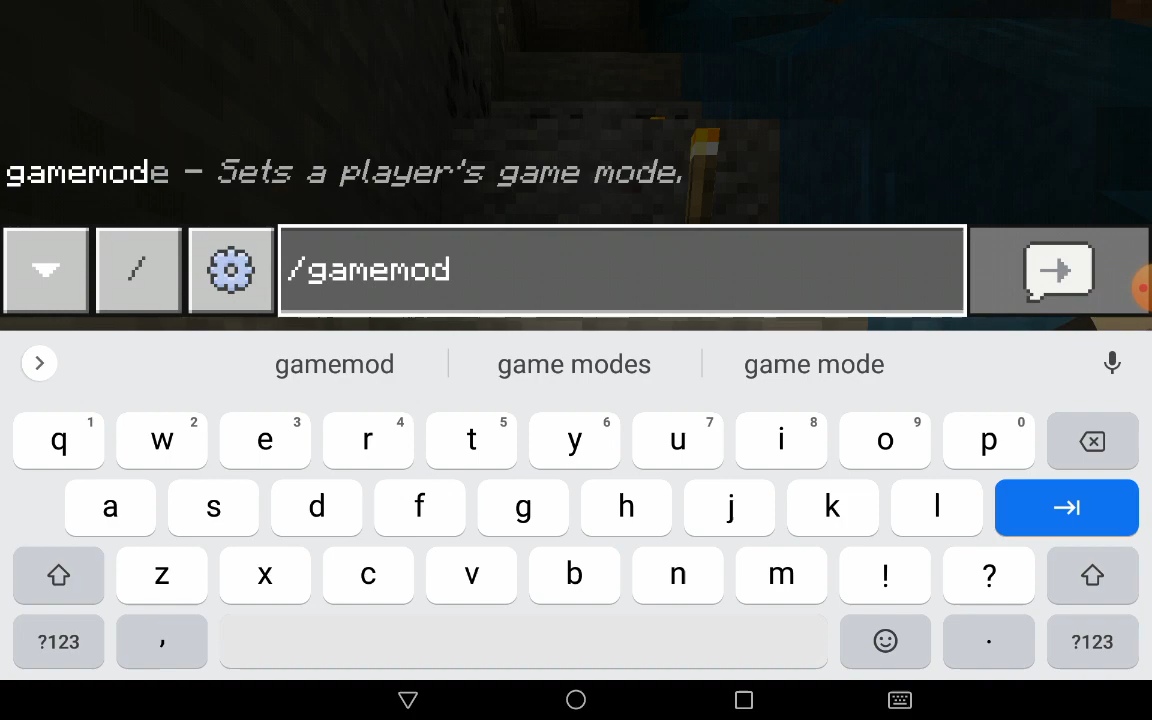 gamemode – Sets a player's game mode.
/ /gamemod
gamemod game modes game mode
q 1 w 2 e 3 r 4 t 5 y 6 u 7 i 8 o 9 p 0
a s d f g h j k l
z x c v b n m ! ?
?123 , . ?123